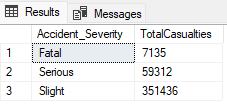 Results Messages
Accident_Severity TotalCasualties
1 Fatal 7135
2 Serious 59312
3 Slight 351436